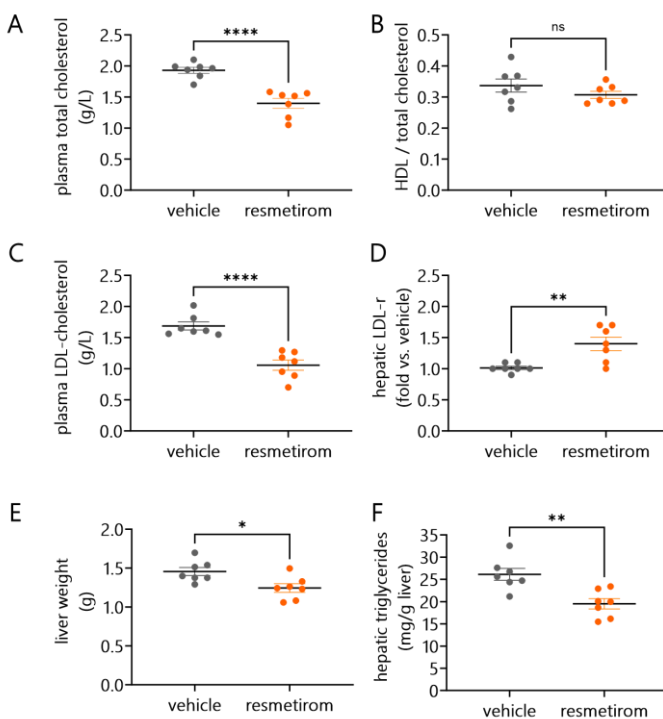 A
plasma total cholesterol
(g/L)
2.5
2.0
1.5
1.0
0.5
0.0
****
vehicle
resmetirom
B
HDL / total cholesterol
0.5
0.4
0.3
0.2
0.1
0.0
ns
vehicle
resmetirom
C
plasma LDL-cholesterol
(g/L)
2.5
2.0
1.5
1.0
0.5
0.0
****
vehicle
resmetirom
D
hepatic LDL-r
(fold vs. vehicle)
2.5
2.0
1.5
1.0
0.5
0.0
**
vehicle
resmetirom
E
liver weight
(g)
2.0
1.5
1.0
0.5
0.0
*
vehicle
resmetirom
F
hepatic triglycerides
(mg/g liver)
35
30
25
20
15
10
5
0
**
vehicle
resmetirom